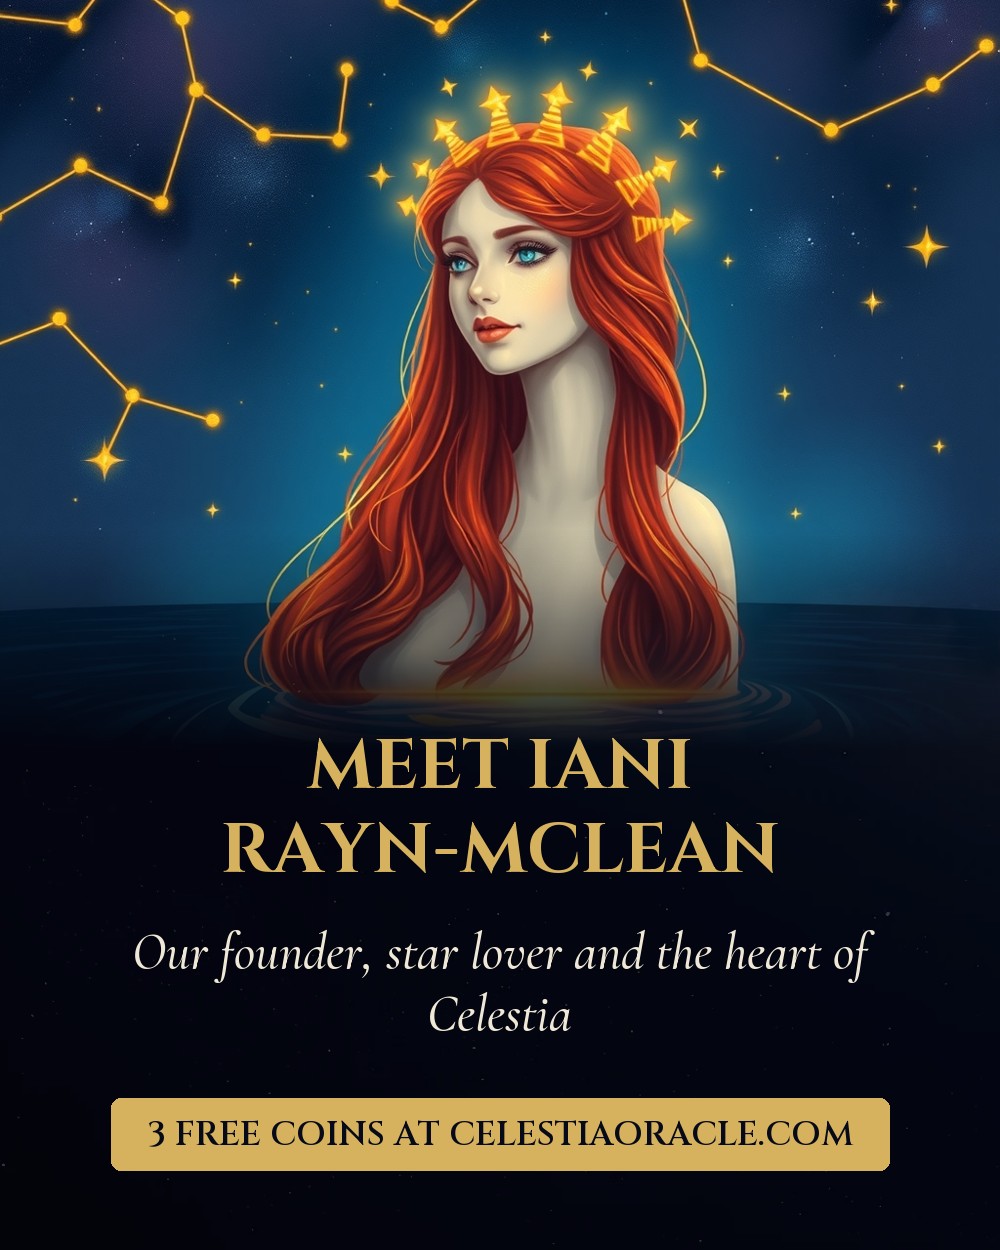 MEET IANI
RAYN-MCLEAN
Our founder, star lover and the heart of
Celestia
3 FREE COINS AT CELESTIAORACLE.COM